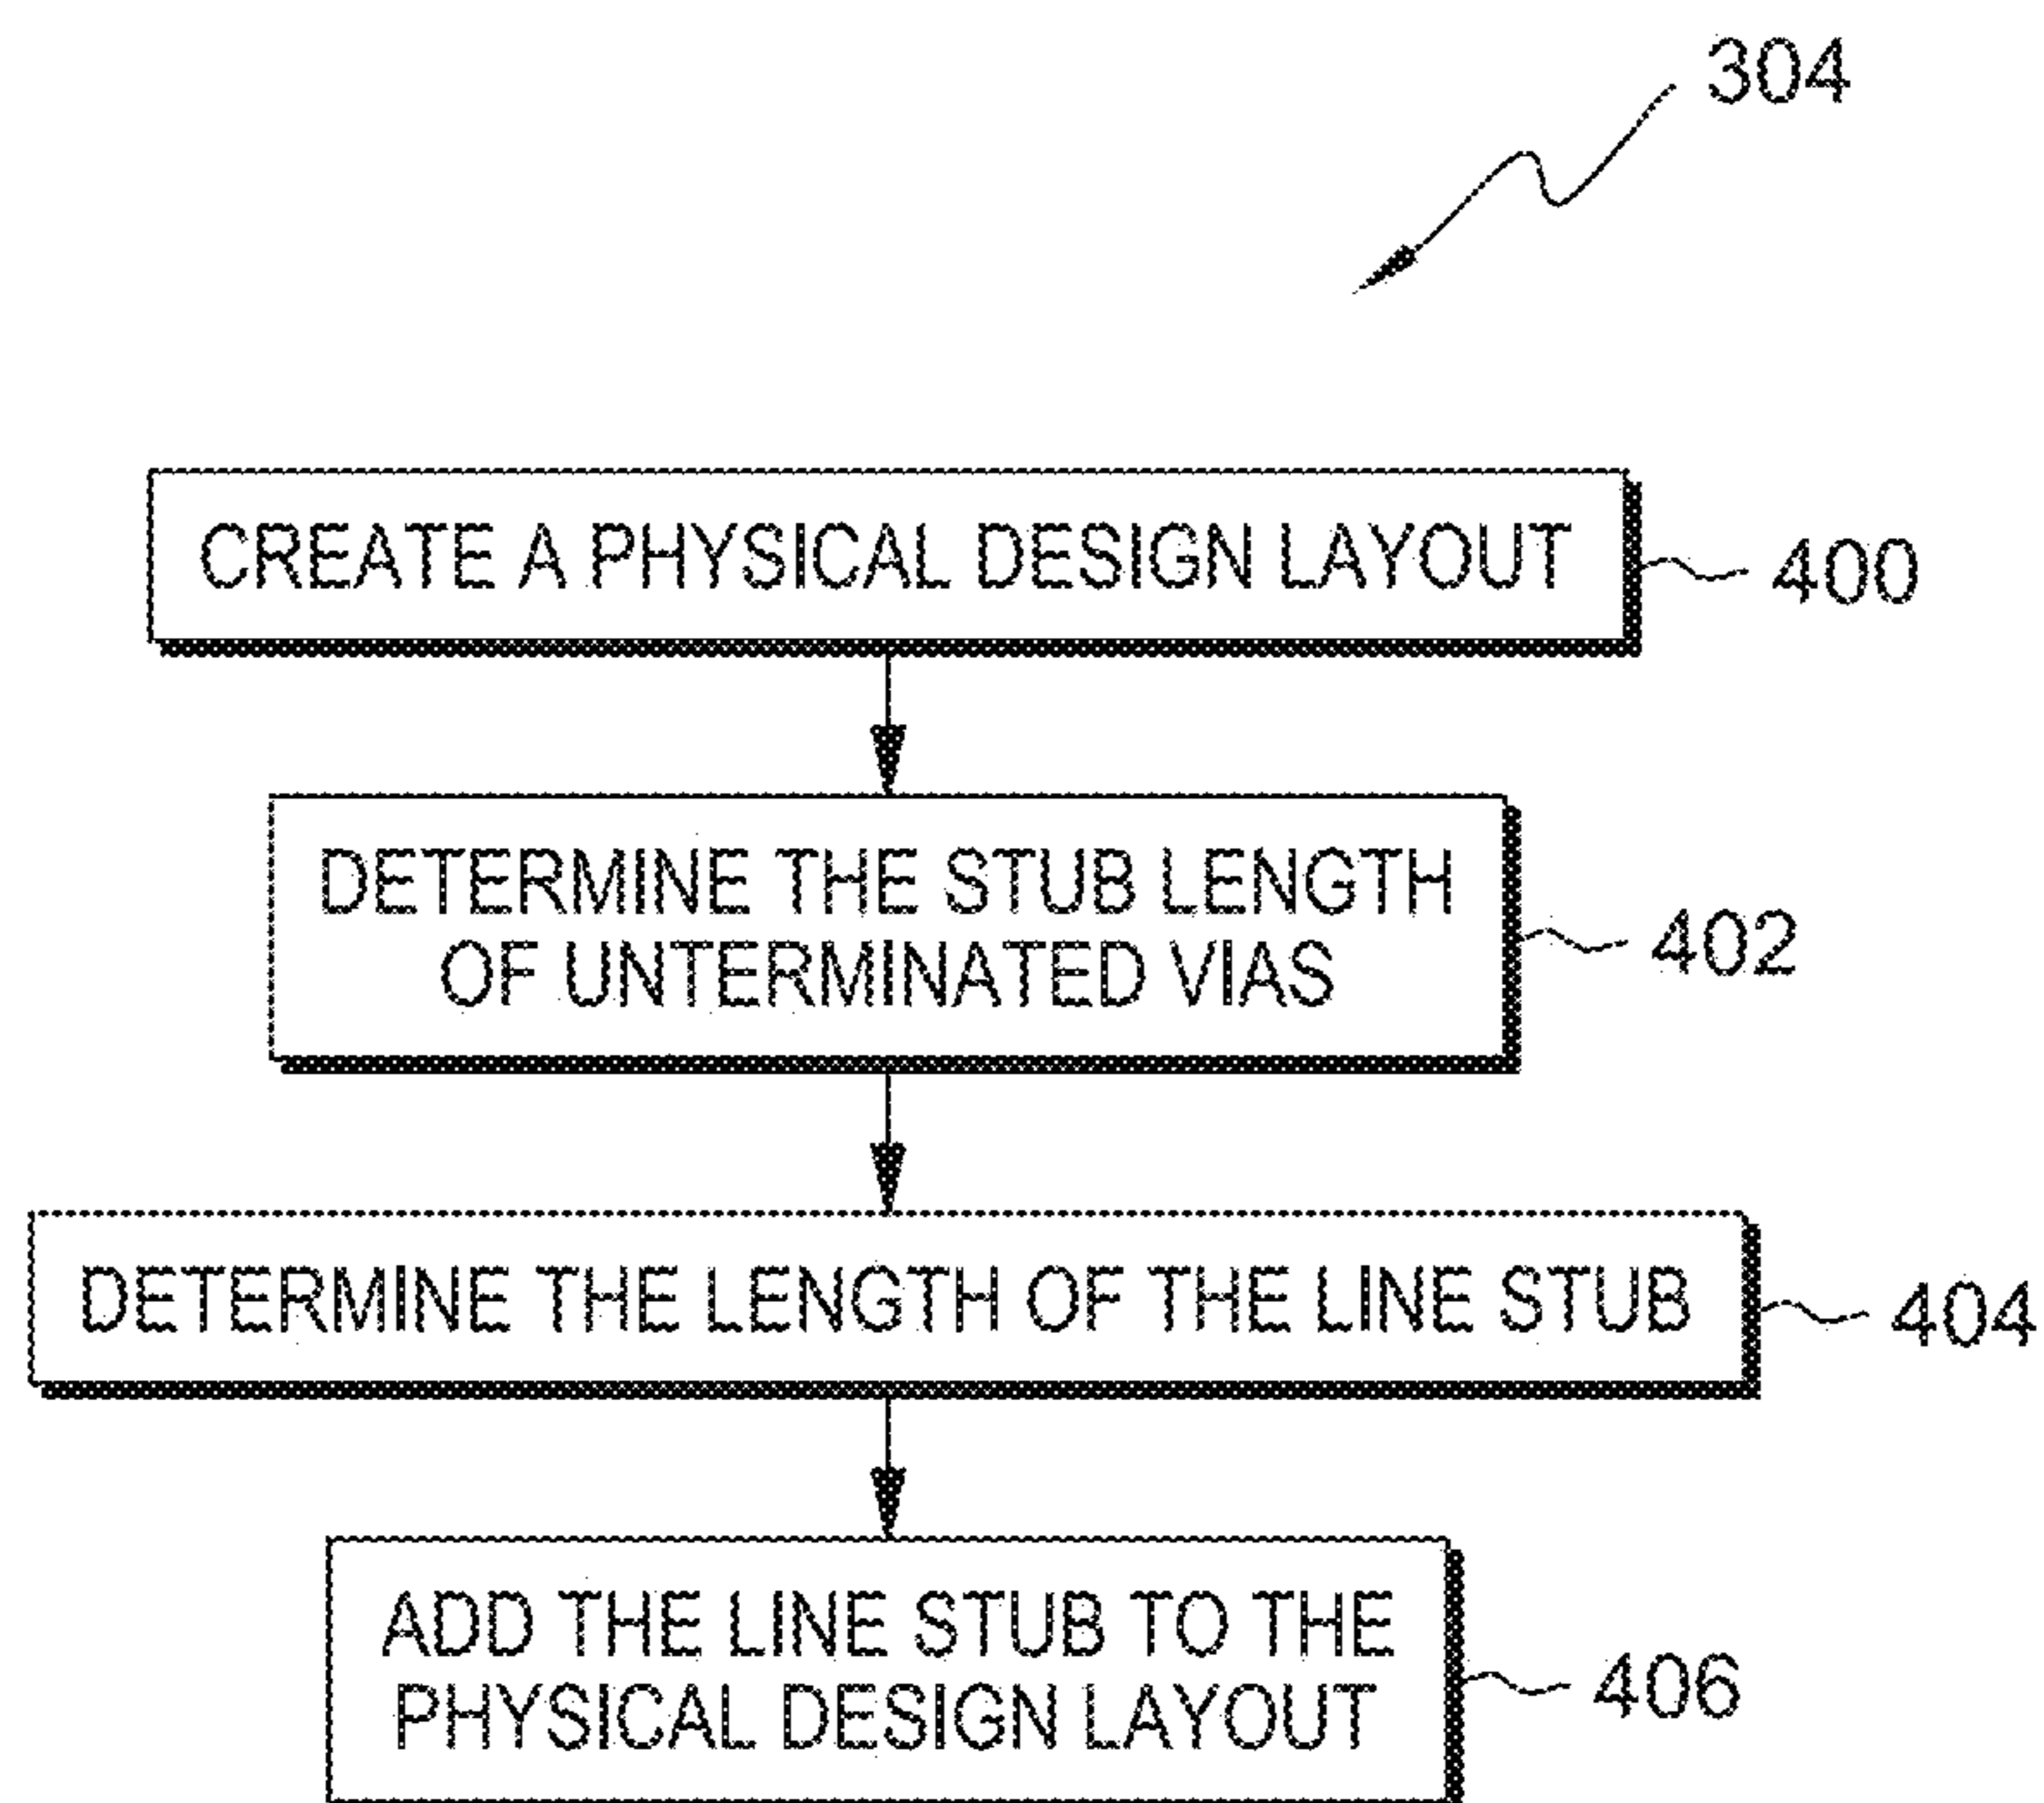 304
CREATE A PHYSICAL DESIGN LAYOUT
400
DETERMINE THE STUB LENGTH
OF UNTERMINATED VIAS
402
DETERMINE THE LENGTH OF THE LINE STUB
404
ADD THE LINE STUB TO THE
PHYSICAL DESIGN LAYOUT
406